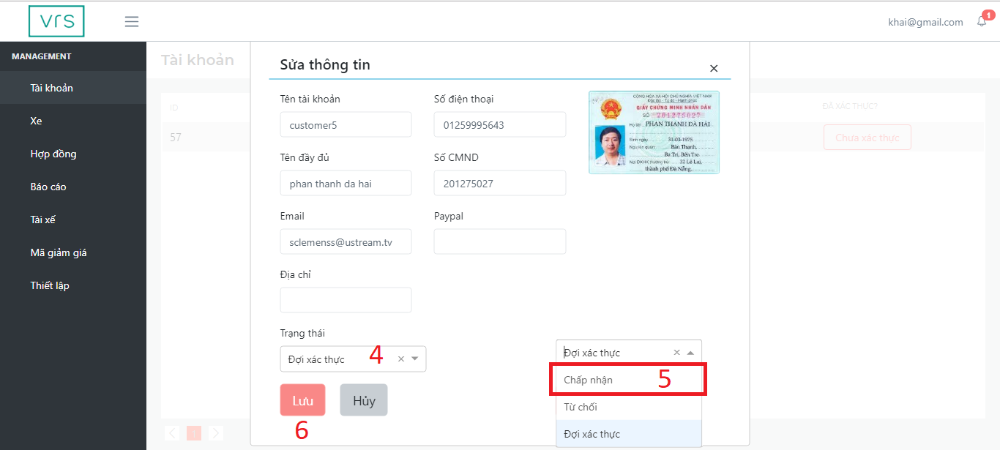 vrs
khai@gmail.com
1
MANAGEMENT
Tài khoản
Xe
Hợp đồng
Báo cáo
Tài xế
Mã giảm giá
Thiết lập
Tài khoản
ID
ĐÃ XÁC THỰC?
57
Chưa xác thực
Sửa thông tin
×
Tên tài khoản
Số điện thoại
customer5
01259995643
Tên đầy đủ
Số CMND
phan thanh da hai
201275027
Email
Paypal
sclemenss@ustream.tv
Địa chỉ
Trạng thái
Đợi xác thực
4
Lưu
Hủy
6
Đợi xác thực
Chấp nhận
5
Từ chối
Đợi xác thực
CỘNG HÒA XÃ HỘI CHỦ NGHĨA VIỆT NAM
Độc lập - Tự do - Hạnh phúc
GIẤY CHỨNG MINH NHÂN DÂN
SỐ 201275027
Họ tên PHAN THANH ĐÀ HẢI
Sinh ngày 31-03-1975
Nguyên quán Bàn Thạnh,
Ba Tri, Bến Tre.
Nơi ĐKHK thường trú 32 Lê Lai,
thành phố Đà Nẵng.